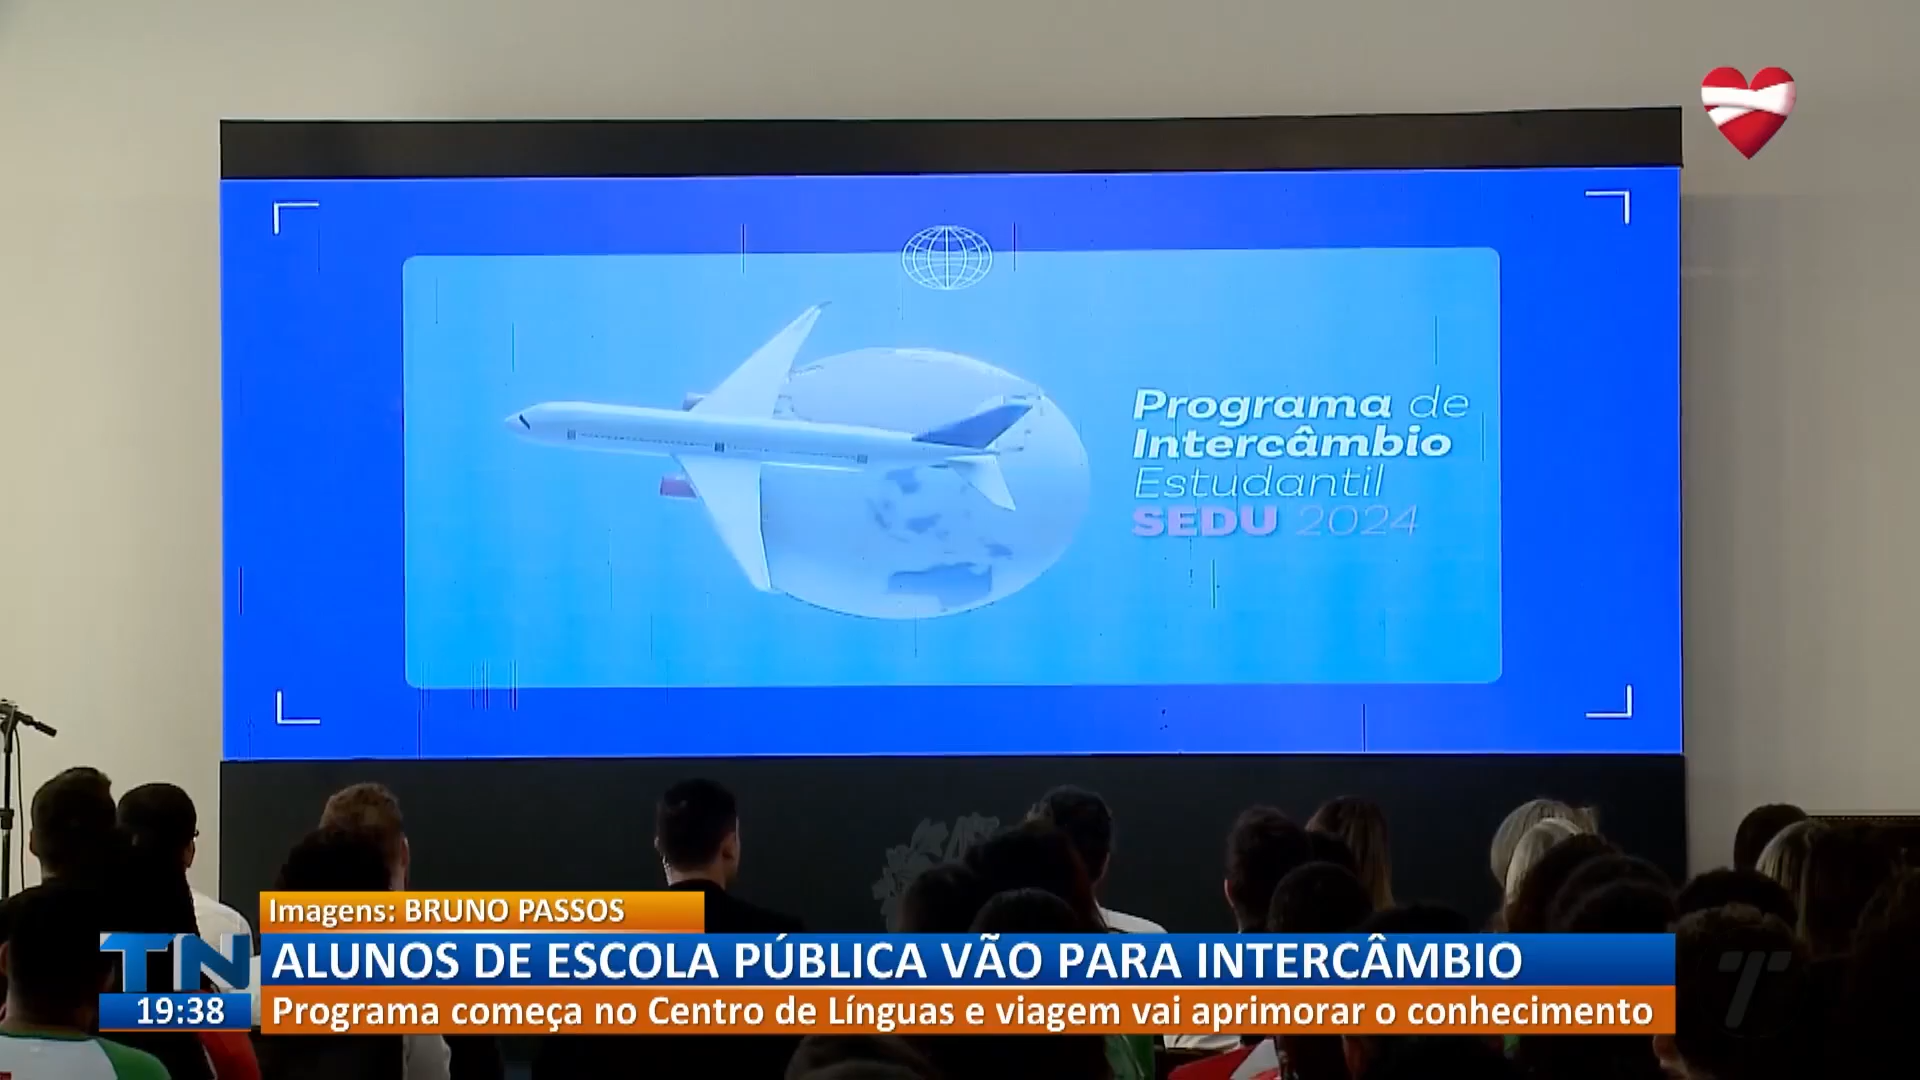 Programa de
Intercâmbio
Estudantil
SEDU 2024
Imagens: BRUNO PASSOS
TN
ALUNOS DE ESCOLA PÚBLICA VÃO PARA INTERCÂMBIO
19:38
Programa começa no Centro de Línguas e viagem vai aprimorar o conhecimento